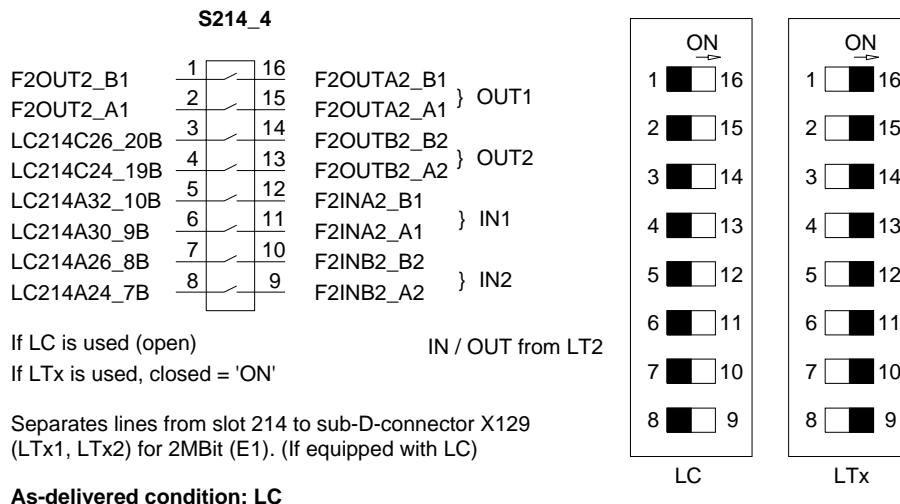 S214_4
F2OUT2_B1 1 16 F2OUTA2_B1
F2OUT2_A1 2 15 F2OUTA2_A1
} OUT1
LC214C26_20B 3 14 F2OUTB2_B2
LC214C24_19B 4 13 F2OUTB2_A2
} OUT2
LC214A32_10B 5 12 F2INA2_B1
LC214A30_9B 6 11 F2INA2_A1
} IN1
LC214A26_8B 7 10 F2INB2_B2
LC214A24_7B 8 9 F2INB2_A2
} IN2
If LC is used (open)
IN / OUT from LT2
If LTx is used, closed = 'ON'
Separates lines from slot 214 to sub-D-connector X129
(LTx1, LTx2) for 2MBit (E1). (If equipped with LC)
As-delivered condition: LC
ON
1 16
2 15
3 14
4 13
5 12
6 11
7 10
8 9
LC
ON
1 16
2 15
3 14
4 13
5 12
6 11
7 10
8 9
LTx